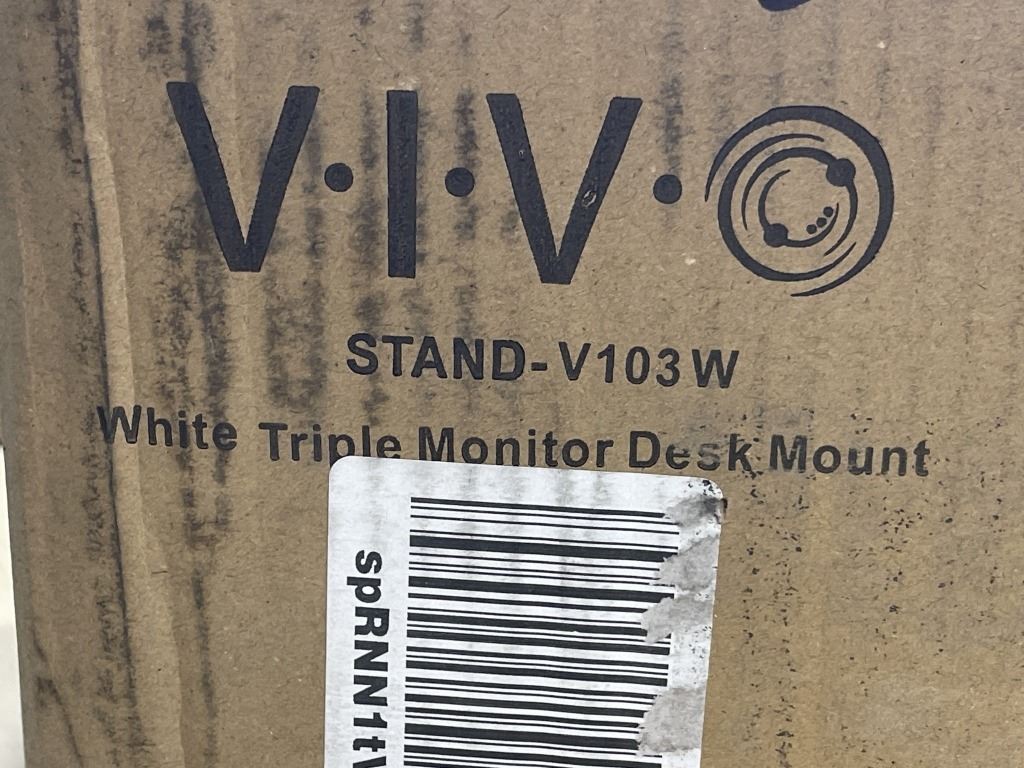 V·I·V·O
STAND-V103W
White Triple Monitor Desk Mount
spRNN1t